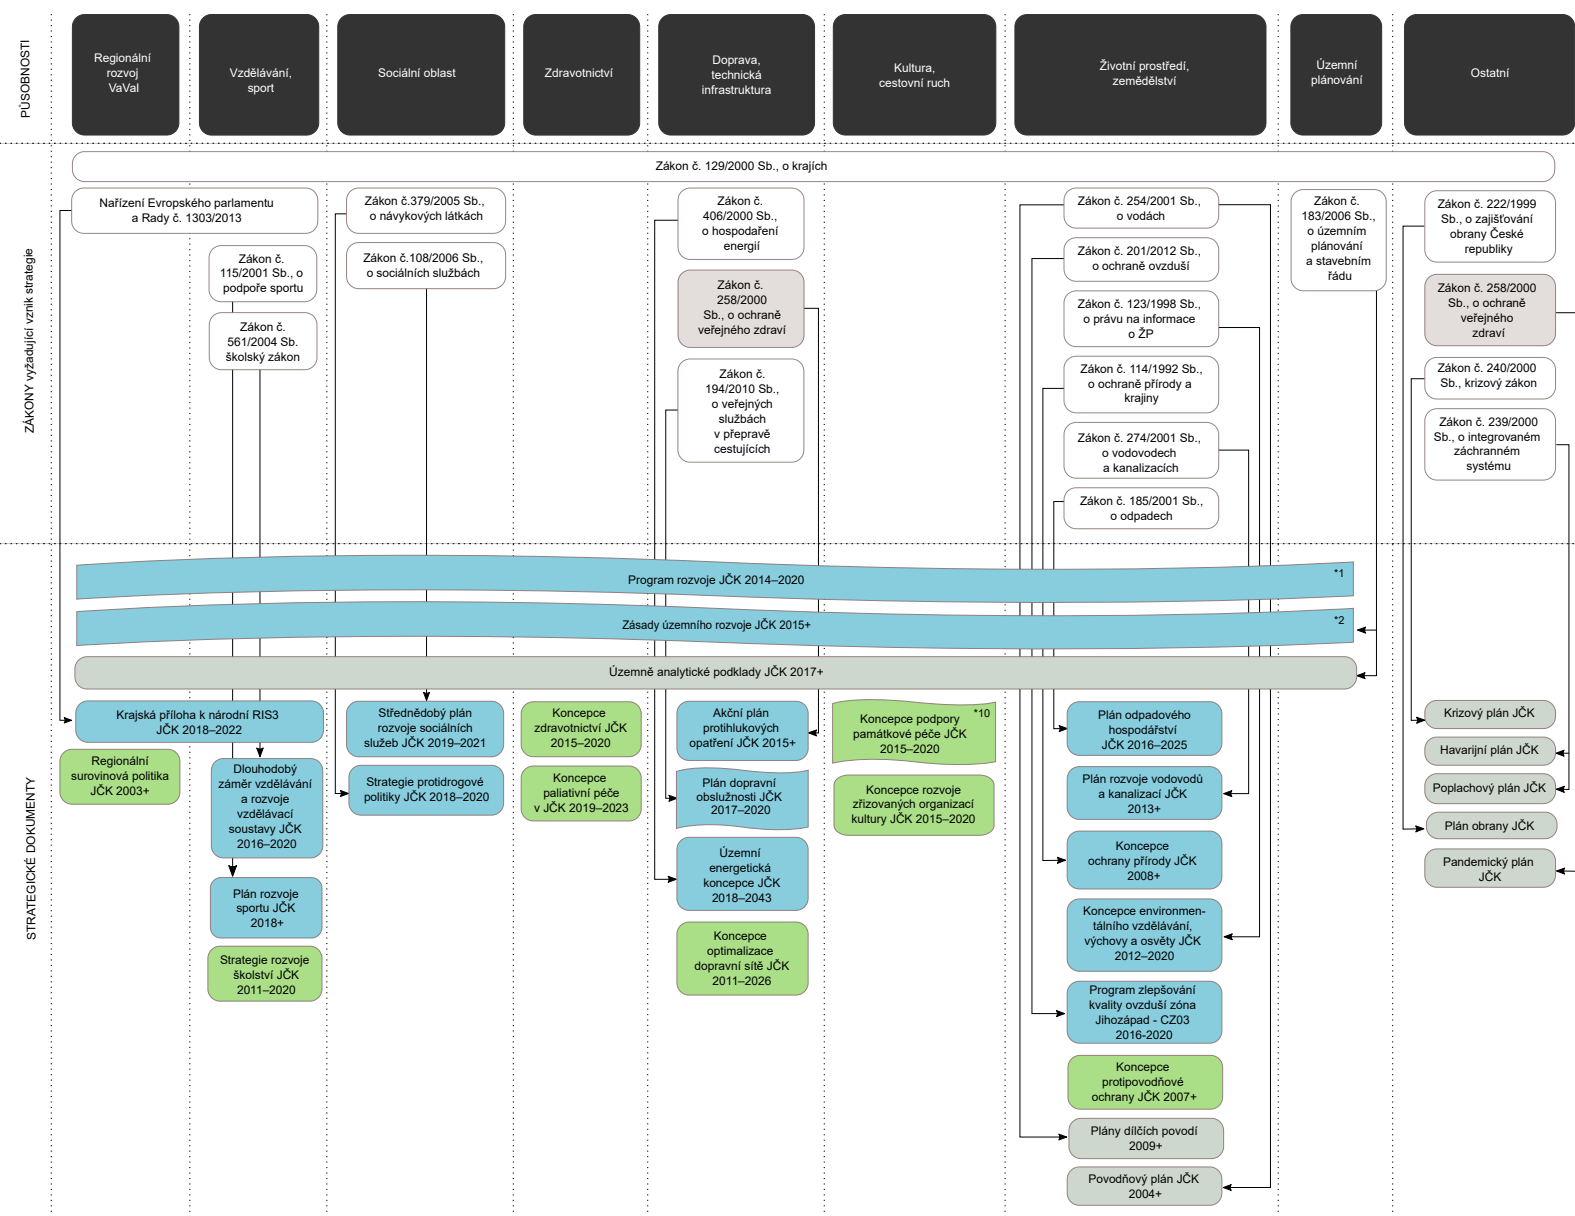 PŮSOBNOSTI
Regionální
rozvoj
VaVaI
Vzdělávání,
sport
Sociální oblast
Zdravotnictví
Doprava,
technická
infrastruktura
Kultura,
cestovní ruch
Životní prostředí,
zemědělství
Územní
plánování
Ostatní
ZÁKONY vyžadující vznik strategie
Zákon č. 129/2000 Sb., o krajích
Nařízení Evropského parlamentu
a Rady č. 1303/2013
Zákon č.
115/2001 Sb., o
podpoře sportu
Zákon č.
561/2004 Sb.
školský zákon
Zákon č.379/2005 Sb.,
o návykových látkách
Zákon č.108/2006 Sb.,
o sociálních službách
Zákon č.
406/2000 Sb.,
o hospodaření
energií
Zákon č.
258/2000
Sb., o ochraně
veřejného zdraví
Zákon č.
194/2010 Sb.,
o veřejných
službách
v přepravě
cestujících
Zákon č. 254/2001 Sb.,
o vodách
Zákon č. 201/2012 Sb.,
o ochraně ovzduší
Zákon č. 123/1998 Sb.,
o právu na informace
o ŽP
Zákon č. 114/1992 Sb.,
o ochraně přírody a
krajiny
Zákon č. 274/2001 Sb.,
o vodovodech
a kanalizacích
Zákon č. 185/2001 Sb.,
o odpadech
Zákon č.
183/2006 Sb.,
o územním
plánování
a stavebním
řádu
Zákon č. 222/1999
Sb., o zajišťování
obrany České
republiky
Zákon č. 258/2000
Sb., o ochraně
veřejného
zdraví
Zákon č. 240/2000
Sb., krizový zákon
Zákon č. 239/2000
Sb., o integrovaném
záchranném
systému
STRATEGICKÉ DOKUMENTY
Program rozvoje JČK 2014–2020
*1
Zásady územního rozvoje JČK 2015+
*2
Územně analytické podklady JČK 2017+
Krajská příloha k národní RIS3
JČK 2018–2022
Regionální
surovinová politika
JČK 2003+
Dlouhodobý
záměr vzdělávání
a rozvoje
vzdělávací
soustavy JČK
2016–2020
Plán rozvoje
sportu JČK
2018+
Strategie rozvoje
školství JČK
2011–2020
Střednědobý plán
rozvoje sociálních
služeb JČK 2019–2021
Strategie protidrogové
politiky JČK 2018–2020
Koncepce
zdravotnictví JČK
2015–2020
Koncepce
paliativní péče
v JČK 2019–2023
Akční plán
protihlukových
opatření JČK 2015+
Plán dopravní
obslužnosti JČK
2017–2020
Územní
energetická
koncepce JČK
2018–2043
Koncepce
optimalizace
dopravní sítě JČK
2011–2026
*10
Koncepce podpory
památkové péče JČK
2015–2020
Koncepce rozvoje
zřizovaných organizací
kultury JČK 2015–2020
Plán odpadového
hospodářství
JČK 2016–2025
Plán rozvoje vodovodů
a kanalizací JČK
2013+
Koncepce
ochrany přírody JČK
2008+
Koncepce environmen-
tálního vzdělávání,
výchovy a osvěty JČK
2012–2020
Program zlepšování
kvality ovzduší zóna
Jihozápad - CZ03
2016-2020
Koncepce
protipovodňové
ochrany JČK 2007+
Plány dílčích povodí
2009+
Povodňový plán JČK
2004+
Krizový plán JČK
Havarijní plán JČK
Poplachový plán JČK
Plán obrany JČK
Pandemický plán
JČK